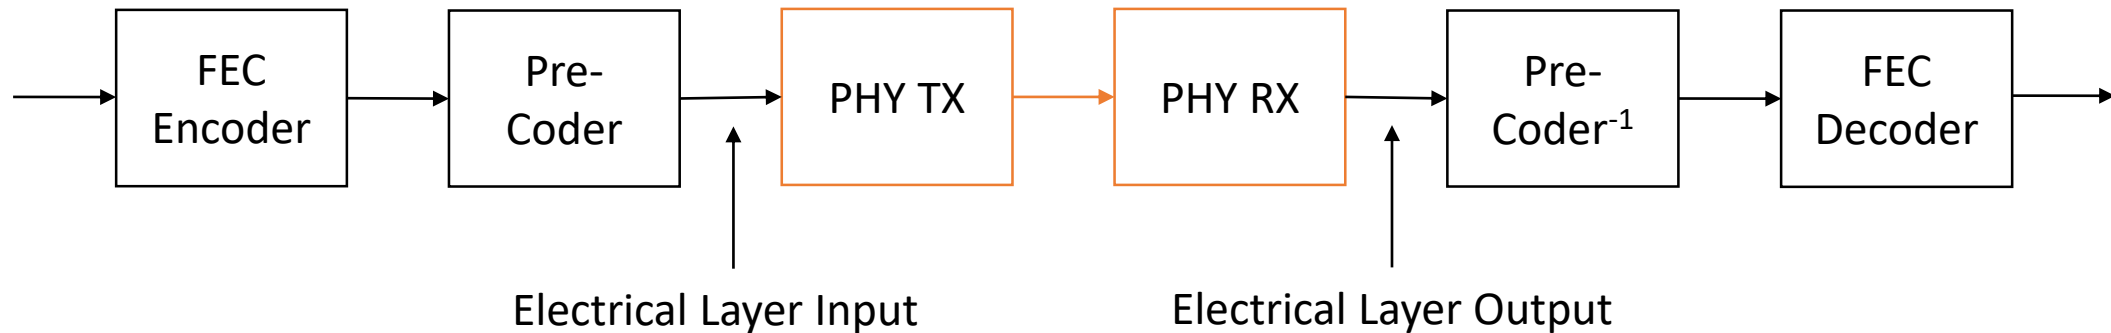 FEC
Encoder
Pre-
Coder
PHY TX
PHY RX
Pre-
Coder⁻¹
FEC
Decoder
Electrical Layer Input
Electrical Layer Output